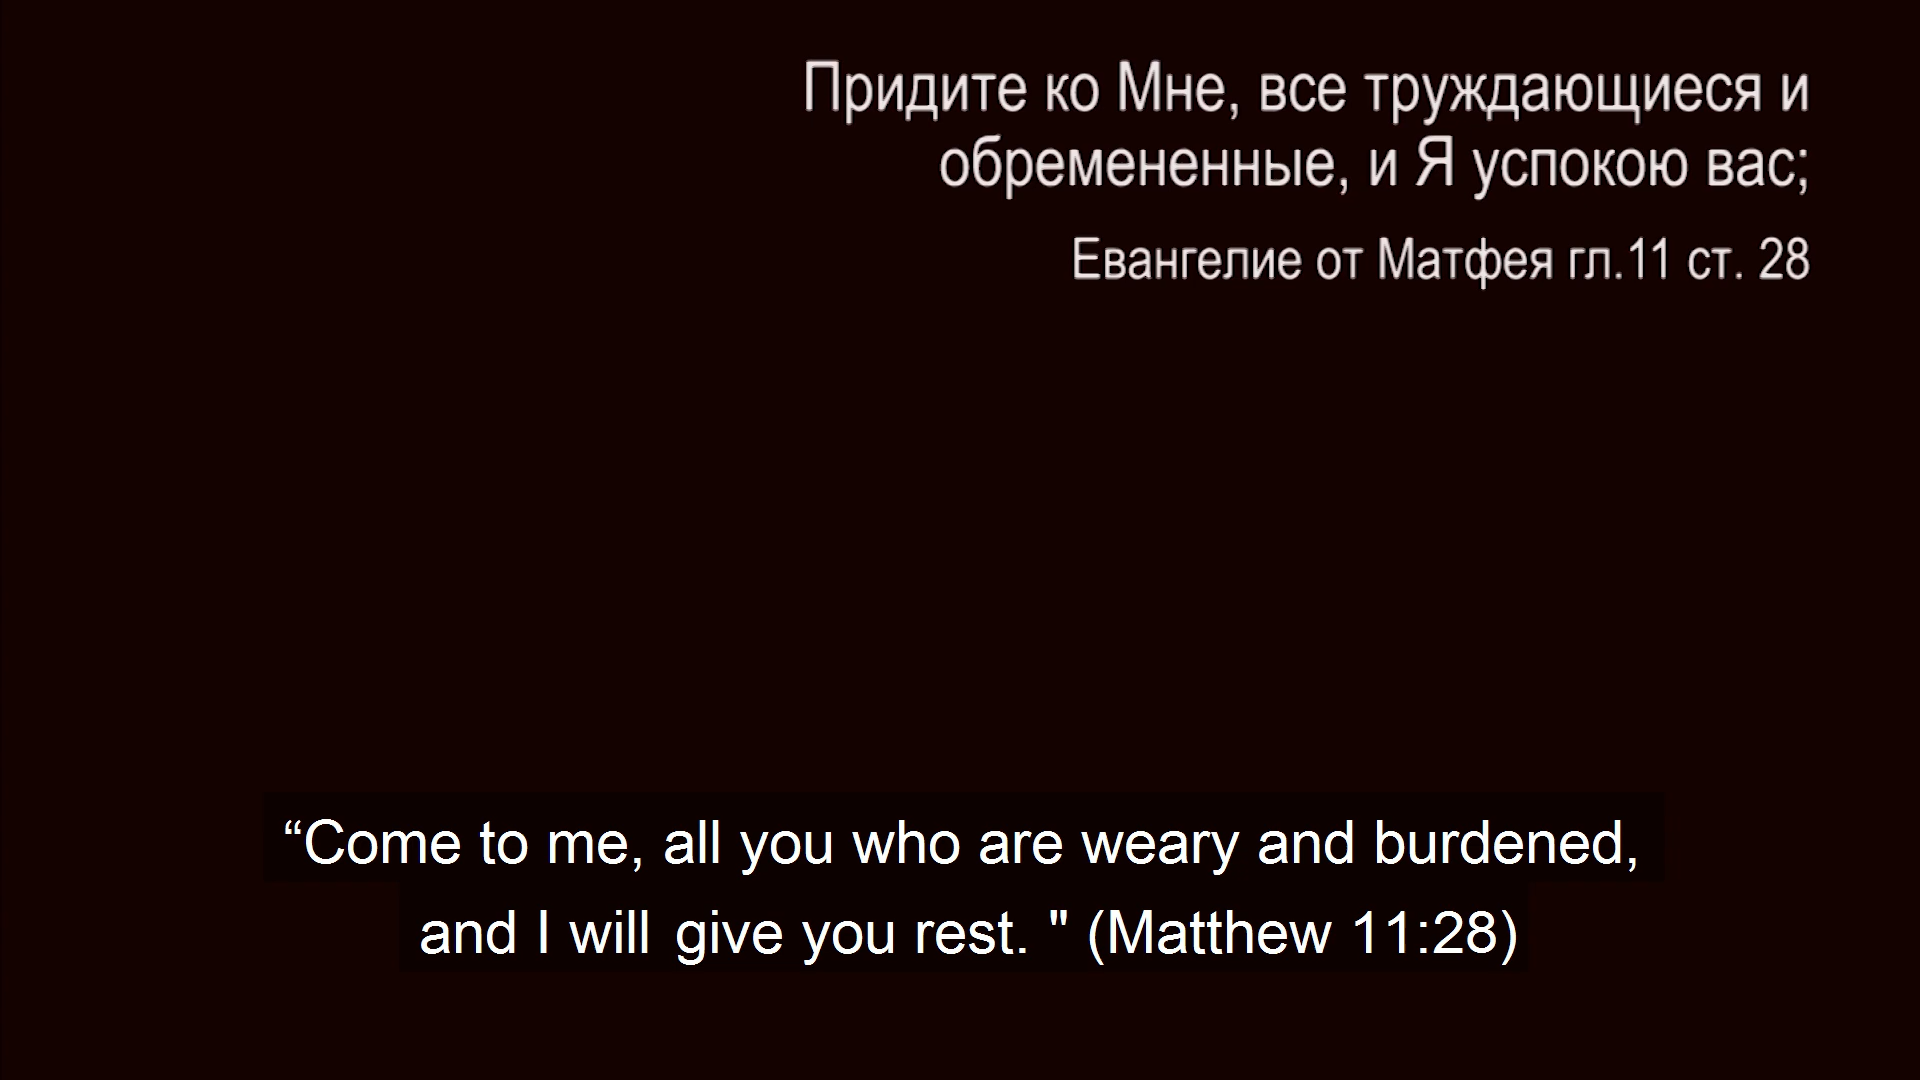 Придите ко Мне, все труждающиеся и
обремененные, и Я успокою вас;
Евангелие от Матфея гл.11 ст. 28
“Come to me, all you who are weary and burdened,
and I will give you rest. " (Matthew 11:28)